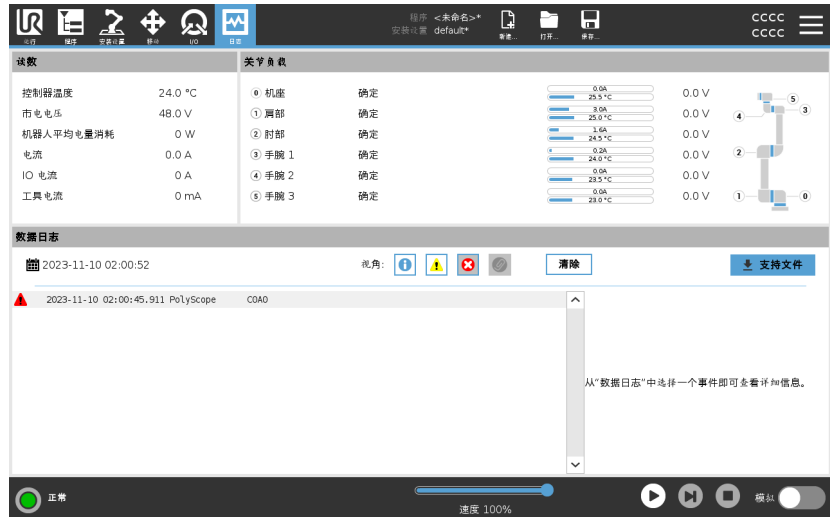 运行 程序 安装设置 移动 I/O 日志
程序 <未命名>*
安装设置 default*
新建... 打开... 保存...
cccc
cccc
读数
控制器温度 24.0 °C
市电电压 48.0 V
机器人平均电量消耗 0 W
电流 0.0 A
IO 电流 0 A
工具电流 0 mA
关节负载
0 机座 确定 0.0A 25.5 °C 0.0 V
1 肩部 确定 3.0A 25.0 °C 0.0 V
2 肘部 确定 1.6A 24.5 °C 0.0 V
3 手腕 1 确定 0.2A 24.0 °C 0.0 V
4 手腕 2 确定 0.0A 23.5 °C 0.0 V
5 手腕 3 确定 0.0A 23.0 °C 0.0 V
5
4 3
2
1 0
数据日志
2023-11-10 02:00:52 视角: 清除 支持文件
2023-11-10 02:00:45.911 PolyScope C0A0
从“数据日志”中选择一个事件即可查看详细信息。
正常 速度 100% 模拟